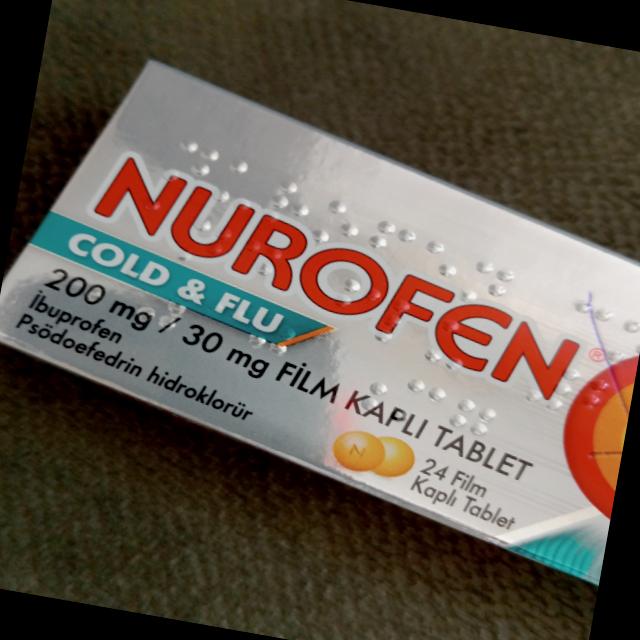 NUROFEN®
COLD & FLU
200 mg / 30 mg FİLM KAPLI TABLET
İbuprofen
Psödoefedrin hidroklorür
N
24 Film
Kaplı Tablet